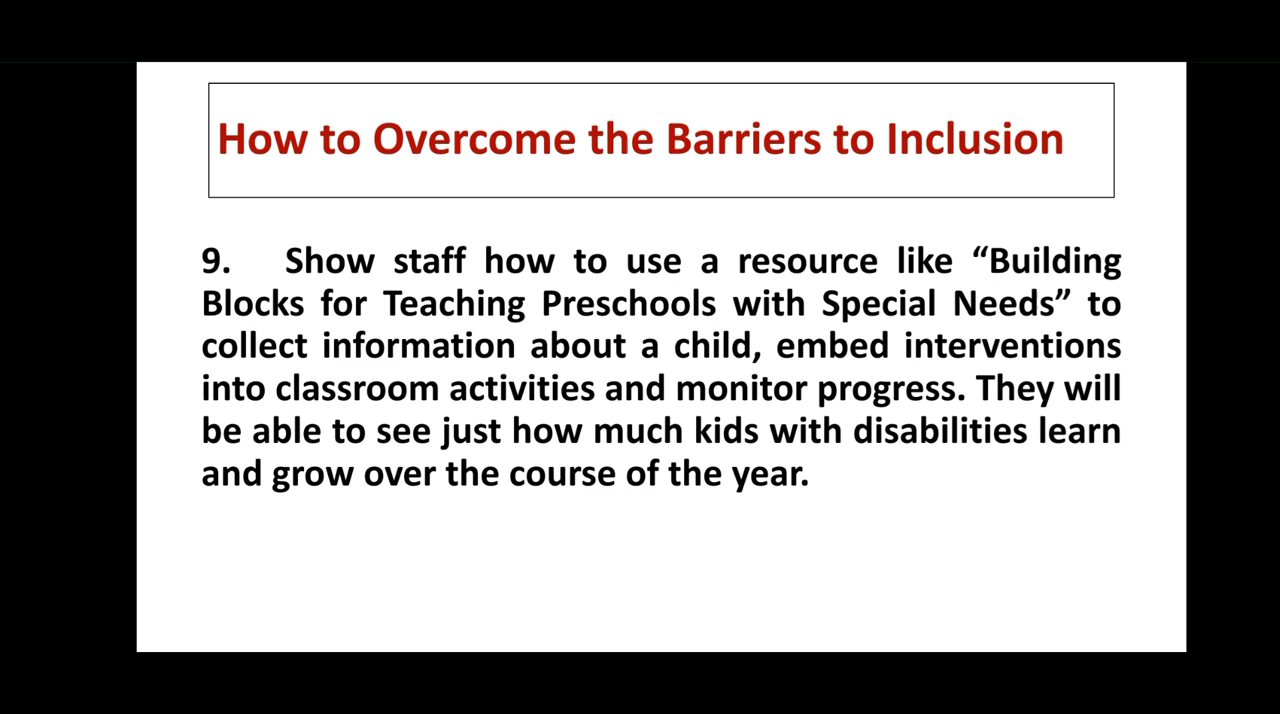 How to Overcome the Barriers to Inclusion
9. Show staff how to use a resource like “Building
Blocks for Teaching Preschools with Special Needs” to
collect information about a child, embed interventions
into classroom activities and monitor progress. They will
be able to see just how much kids with disabilities learn
and grow over the course of the year.